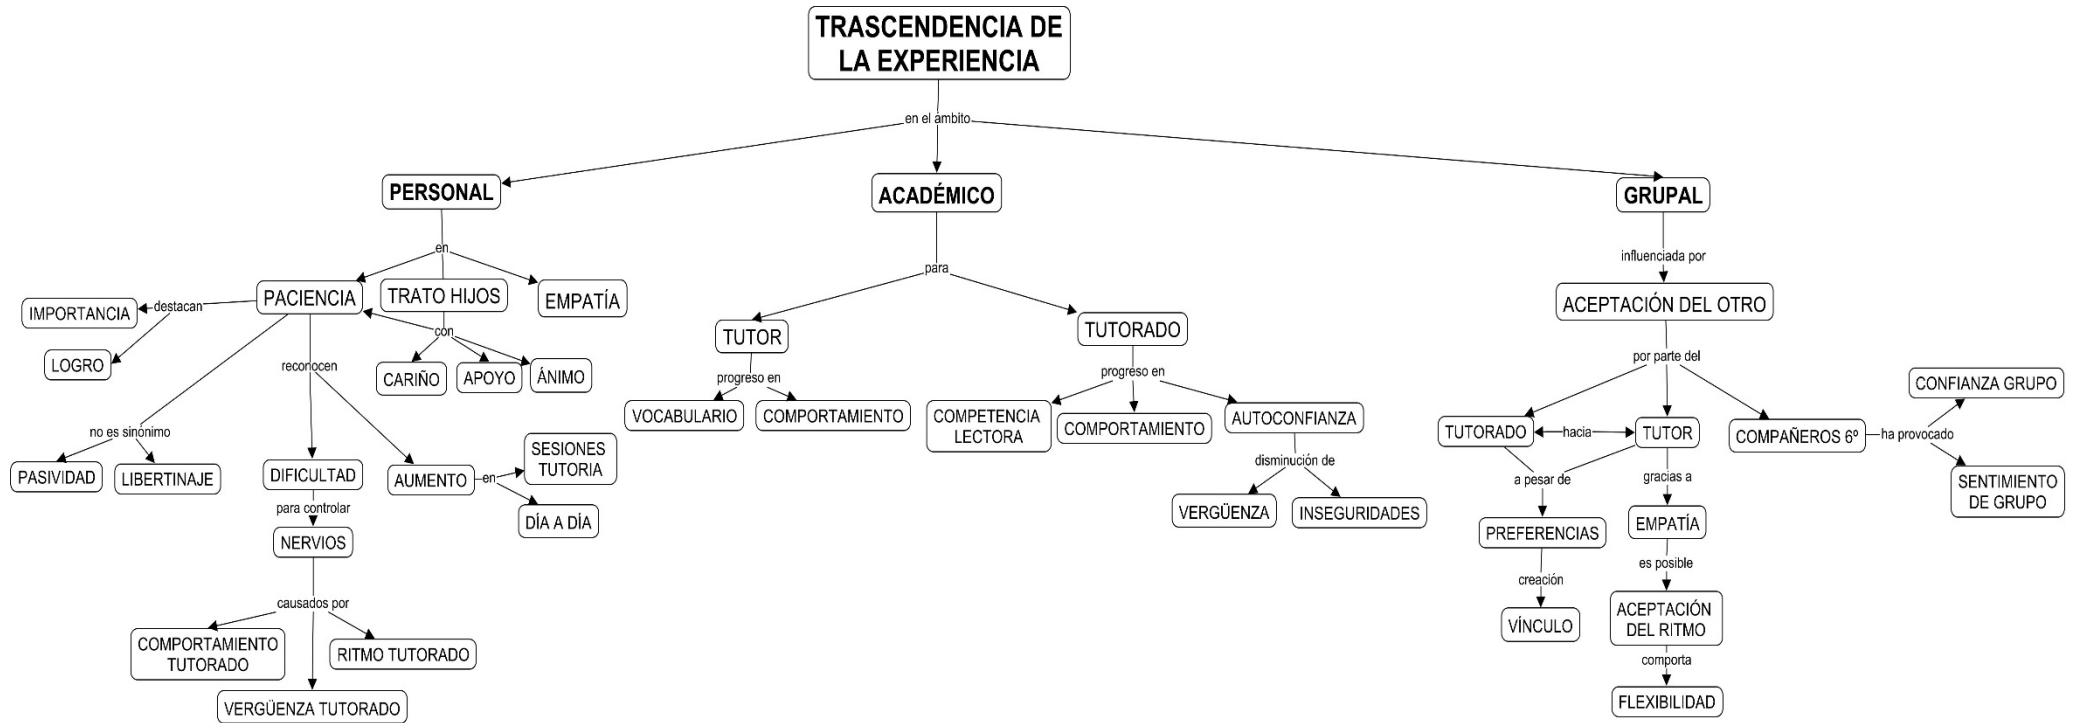 TRASCENDENCIA DE
LA EXPERIENCIA
en el ámbito
PERSONAL
ACADÉMICO
GRUPAL
en
para
influenciada por
PACIENCIA
TRATO HIJOS
EMPATÍA
ACEPTACIÓN DEL OTRO
IMPORTANCIA
destacan
LOGRO
reconocen
con
CARIÑO
APOYO
ÁNIMO
TUTOR
TUTORADO
progreso en
progreso en
VOCABULARIO
COMPORTAMIENTO
COMPETENCIA
LECTORA
COMPORTAMIENTO
AUTOCONFIANZA
disminución de
VERGÜENZA
INSEGURIDADES
por parte del
TUTORADO
hacia
TUTOR
COMPAÑEROS 6º
ha provocado
CONFIANZA GRUPO
SENTIMIENTO
DE GRUPO
no es sinónimo
PASIVIDAD
LIBERTINAJE
DIFICULTAD
AUMENTO
en
SESIONES
TUTORIA
DÍA A DÍA
para controlar
NERVIOS
causados por
COMPORTAMIENTO
TUTORADO
RITMO TUTORADO
VERGÜENZA TUTORADO
a pesar de
gracias a
PREFERENCIAS
EMPATÍA
creación
es posible
VÍNCULO
ACEPTACIÓN
DEL RITMO
comporta
FLEXIBILIDAD